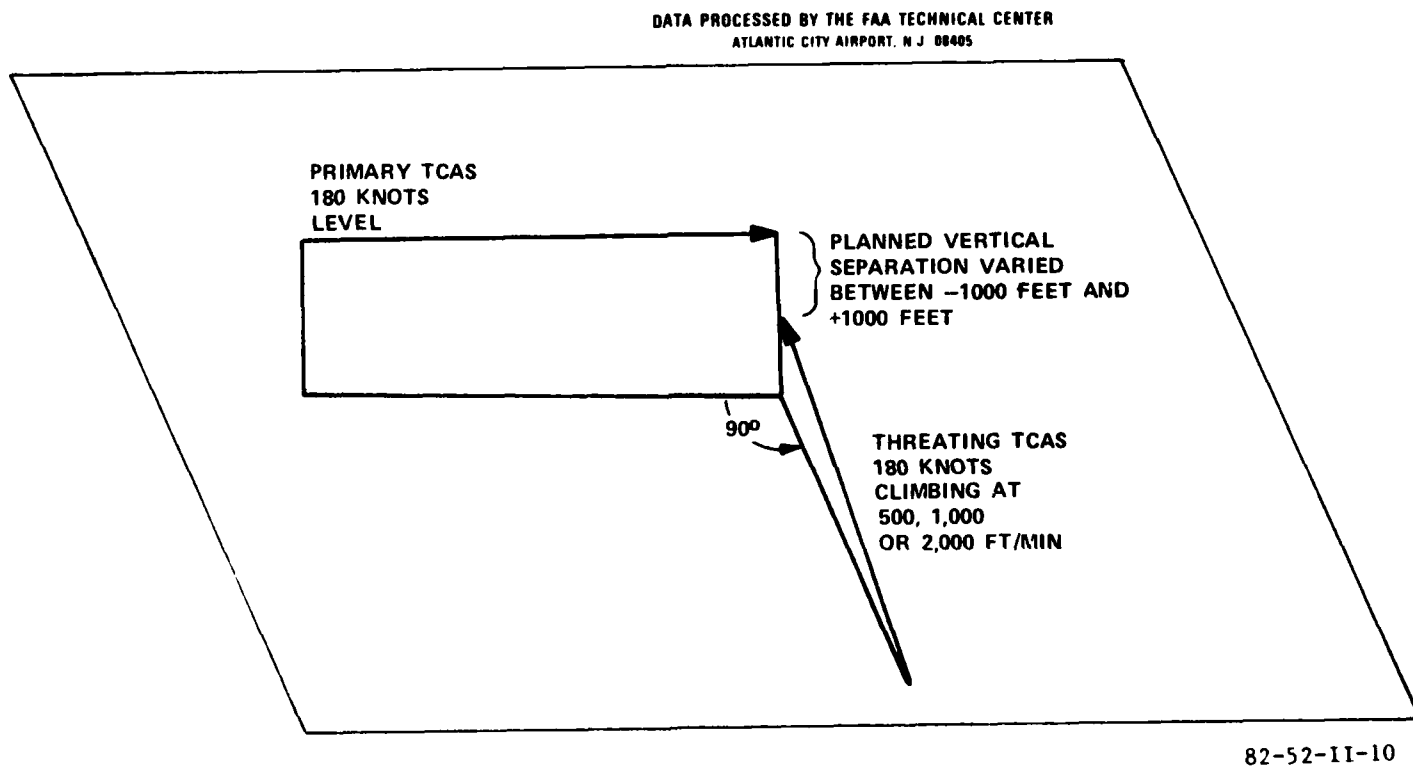 DATA PROCESSED BY THE FAA TECHNICAL CENTER
ATLANTIC CITY AIRPORT, N J 08405
PRIMARY TCAS
180 KNOTS
LEVEL
PLANNED VERTICAL
SEPARATION VARIED
BETWEEN –1000 FEET AND
+1000 FEET
90º
THREATING TCAS
180 KNOTS
CLIMBING AT
500, 1,000
OR 2,000 FT/MIN
82-52-II-10